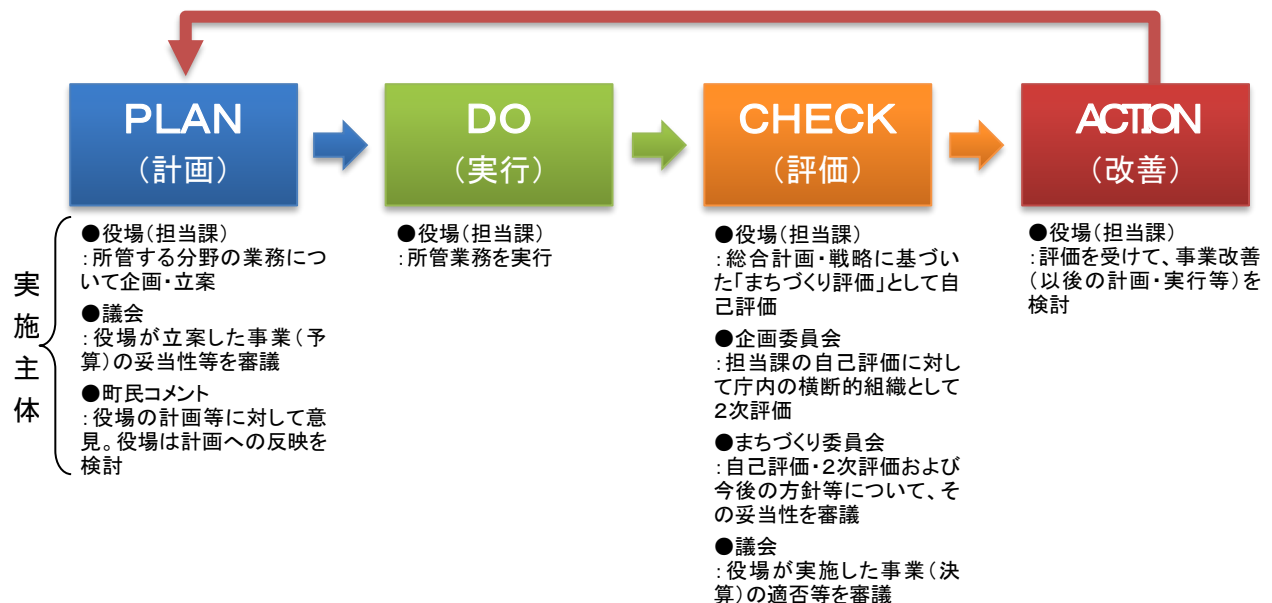 PLAN
(計画)
DO
(実行)
CHECK
(評価)
ACTION
(改善)
実施主体
●役場(担当課)
:所管する分野の業務につ
いて企画・立案
●議会
:役場が立案した事業(予
算)の妥当性等を審議
●町民コメント
:役場の計画等に対して意
見。役場は計画への反映を
検討
●役場(担当課)
:所管業務を実行
●役場(担当課)
:総合計画・戦略に基づい
た「まちづくり評価」として自
己評価
●企画委員会
:担当課の自己評価に対し
て庁内の横断的組織として
2次評価
●まちづくり委員会
:自己評価・2次評価および
今後の方針等について、そ
の妥当性を審議
●議会
:役場が実施した事業(決
算)の適否等を審議
●役場(担当課)
:評価を受けて、事業改善
(以後の計画・実行等)を
検討